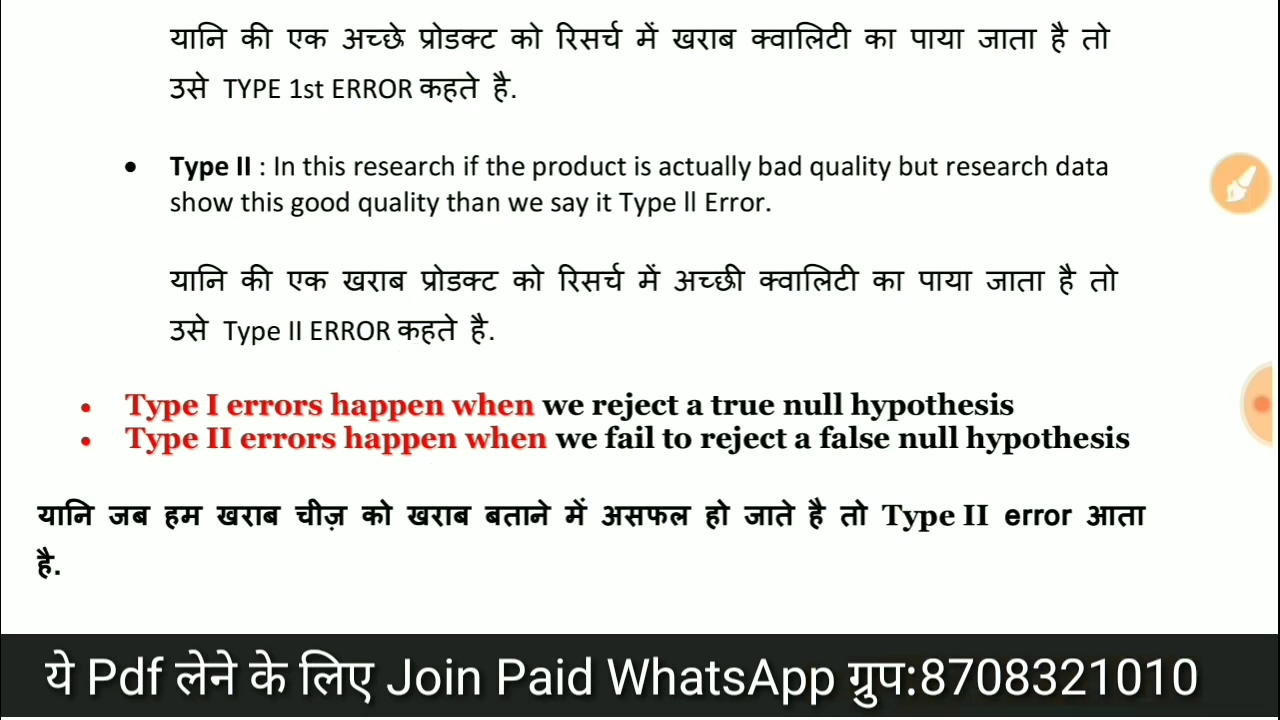 यानि की एक अच्छे प्रोडक्ट को रिसर्च में खराब क्वालिटी का पाया जाता है तो
उसे TYPE 1st ERROR कहते है.
• Type II : In this research if the product is actually bad quality but research data
show this good quality than we say it Type ll Error.
यानि की एक खराब प्रोडक्ट को रिसर्च में अच्छी क्वालिटी का पाया जाता है तो
उसे Type II ERROR कहते है.
• Type I errors happen when we reject a true null hypothesis
• Type II errors happen when we fail to reject a false null hypothesis
यानि जब हम खराब चीज़ को खराब बताने में असफल हो जाते है तो Type II error आता
है.
ये Pdf लेने के लिए Join Paid WhatsApp ग्रुप:8708321010